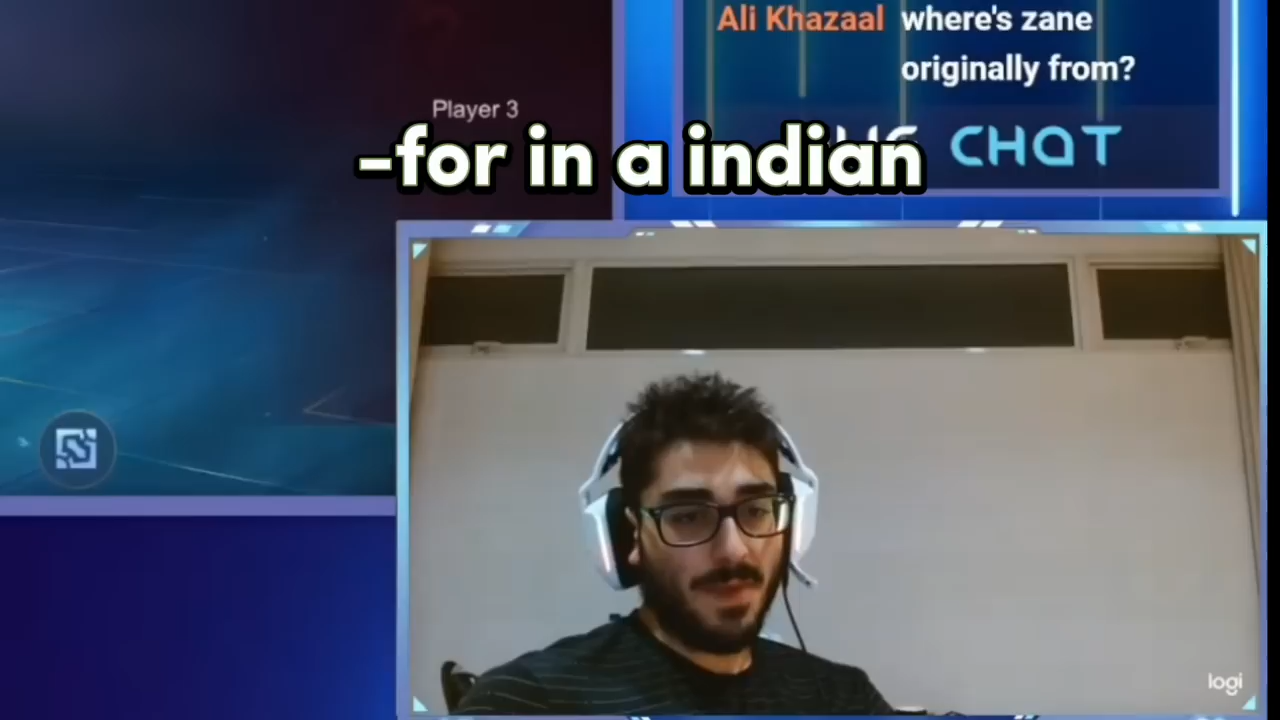 Ali Khazaal where's zane
originally from?
Player 3
-for in a indian
CHAT
logi